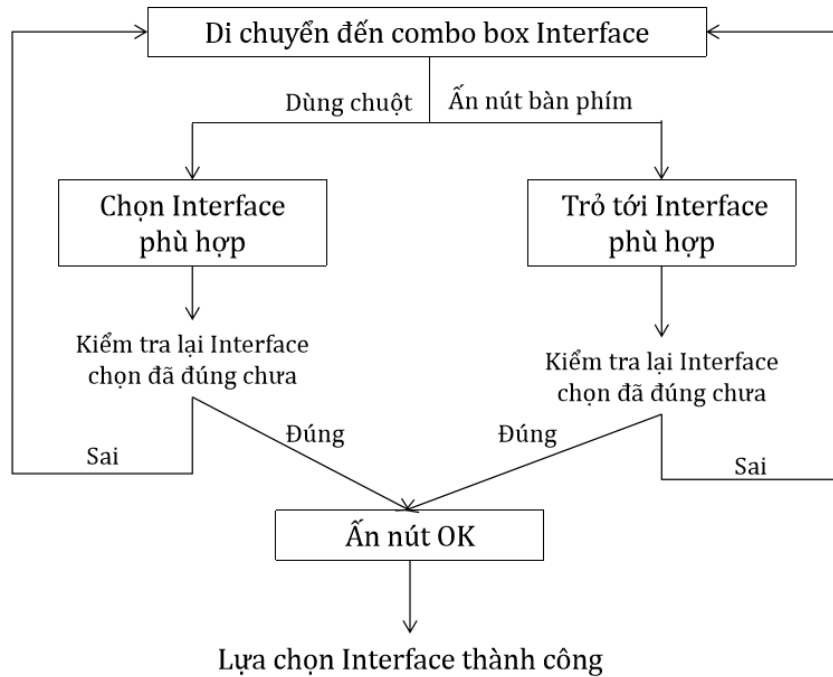 Di chuyển đến combo box Interface
Dùng chuột
Ấn nút bàn phím
Chọn Interface
phù hợp
Trỏ tới Interface
phù hợp
Kiểm tra lại Interface
chọn đã đúng chưa
Kiểm tra lại Interface
chọn đã đúng chưa
Sai
Đúng
Đúng
Sai
Ấn nút OK
Lựa chọn Interface thành công